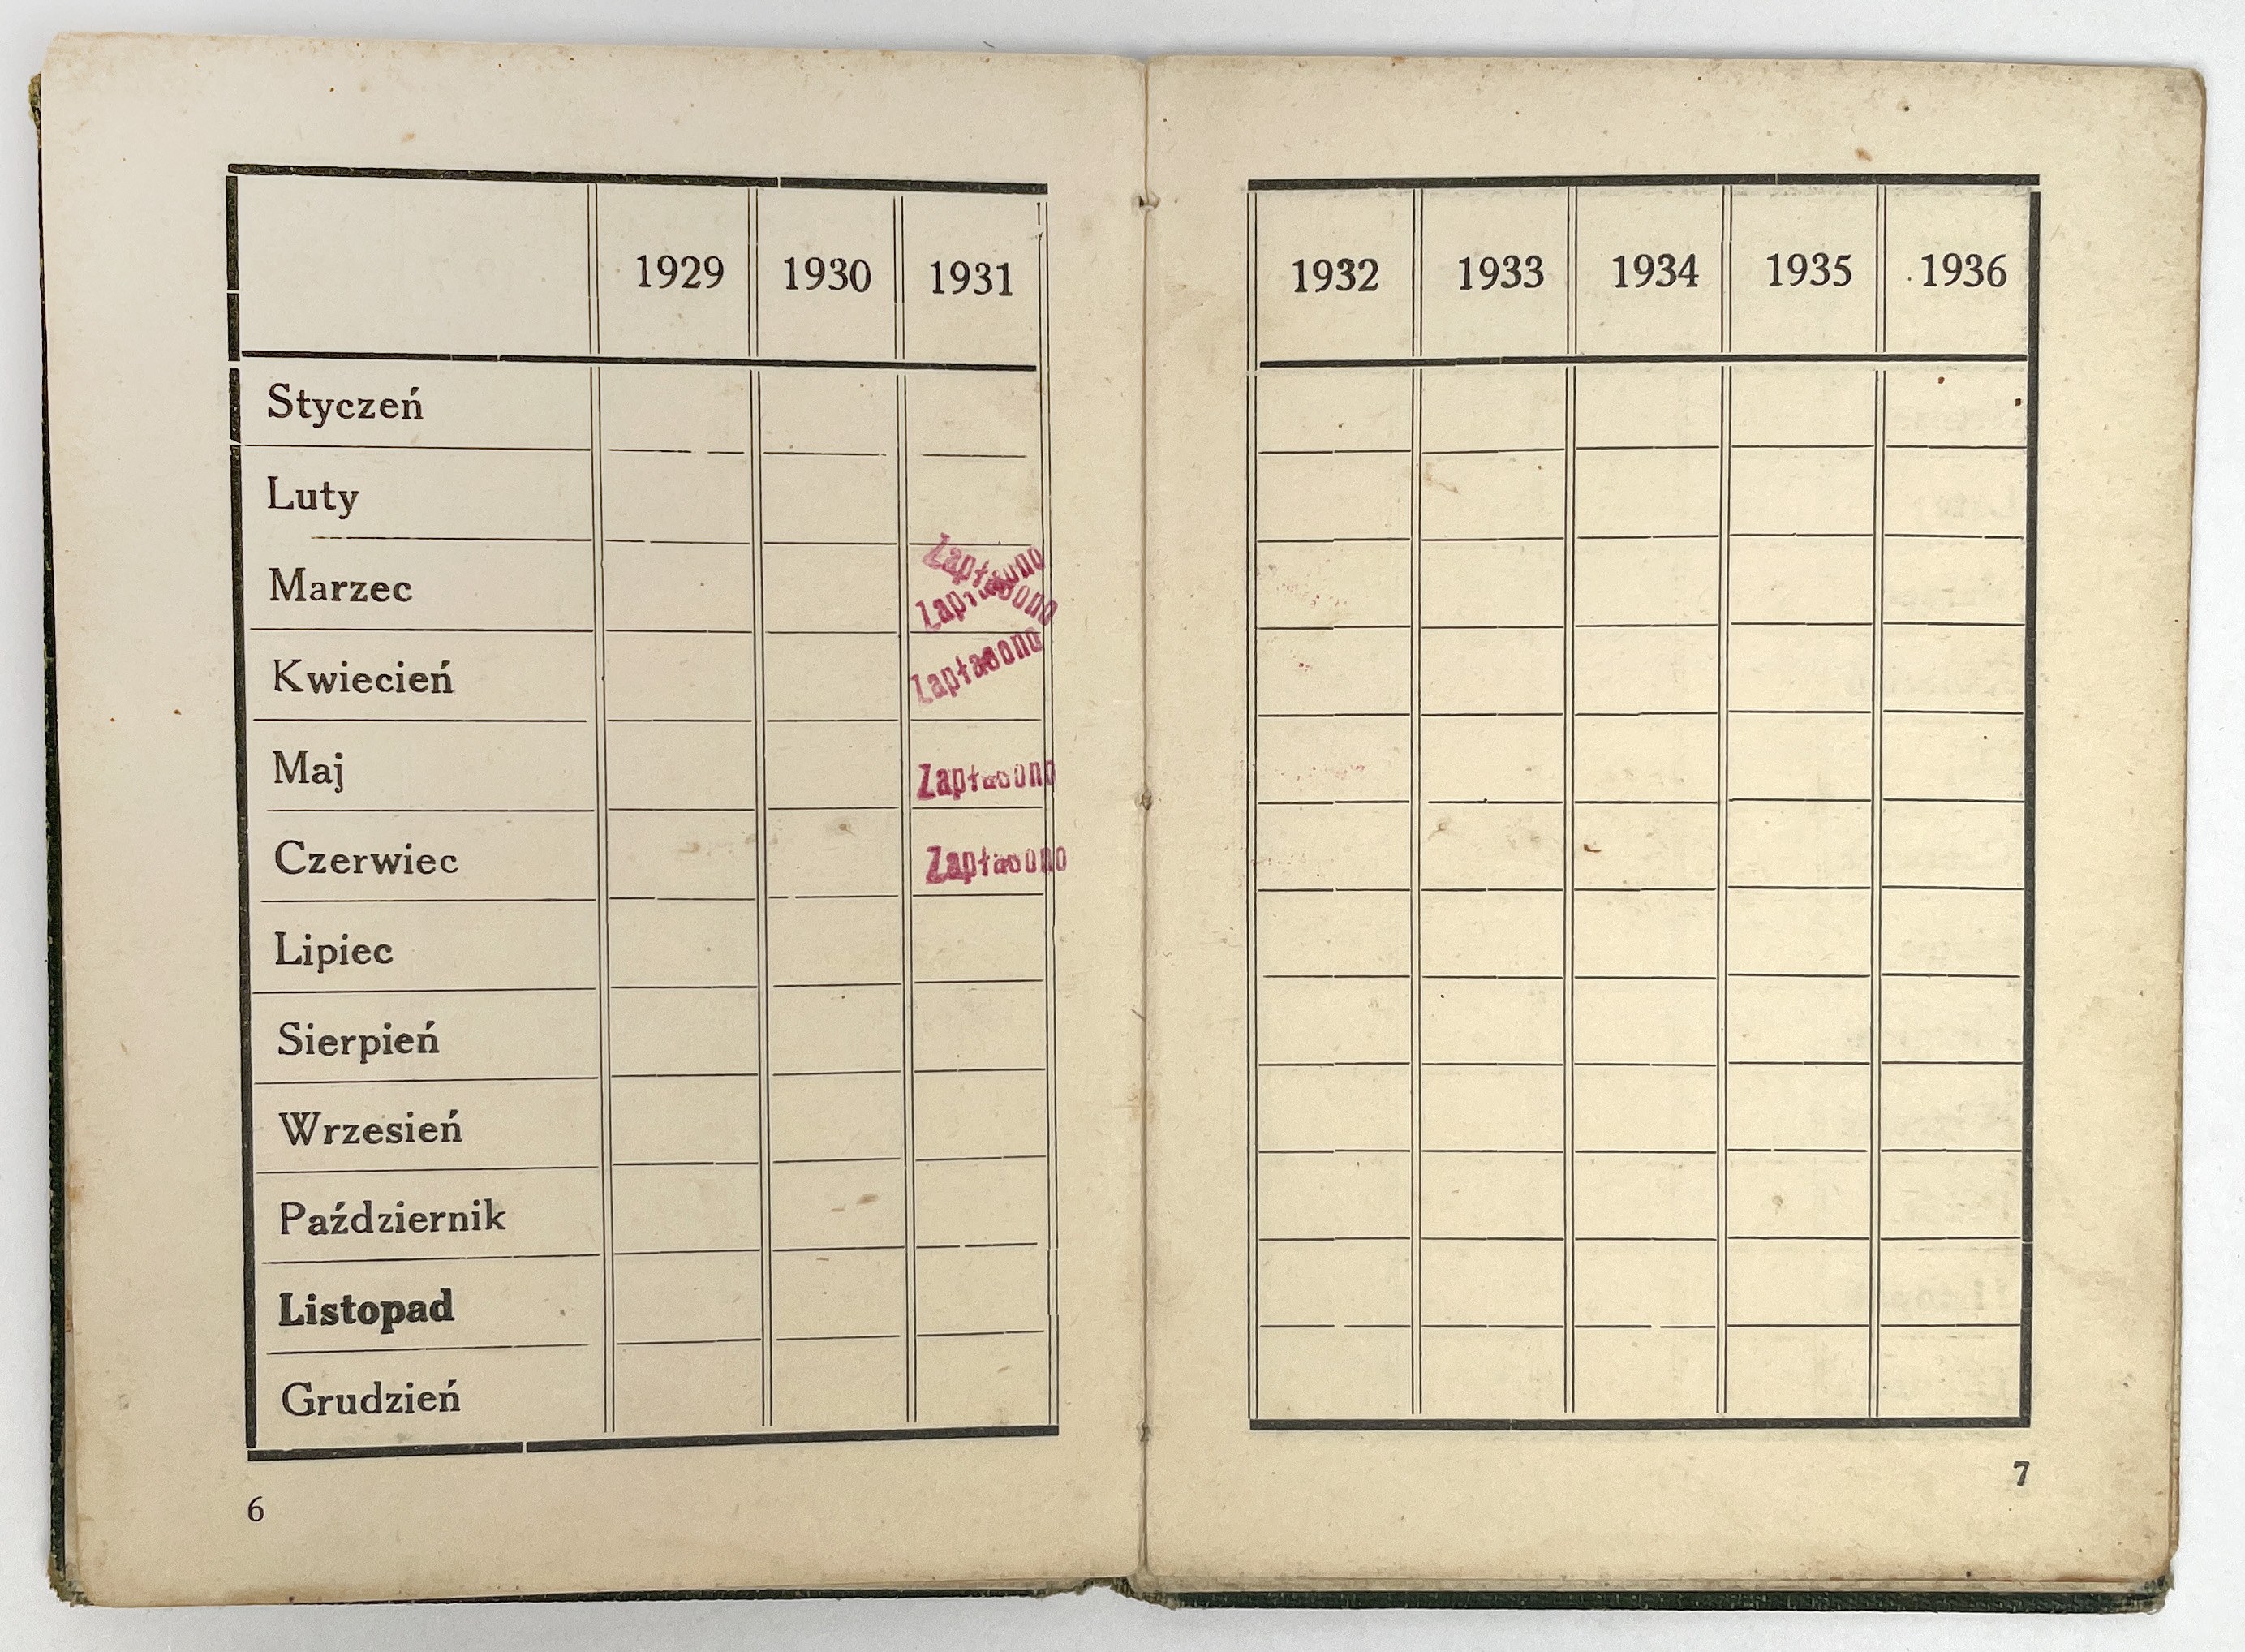 1929 1930 1931
Styczeń
Luty
Marzec Zapłacono
Zapłacono
Kwiecień Zapłacono
Maj Zapłacono
Czerwiec Zapłacono
Lipiec
Sierpień
Wrzesień
Październik
Listopad
Grudzień
6
1932 1933 1934 1935 1936
7